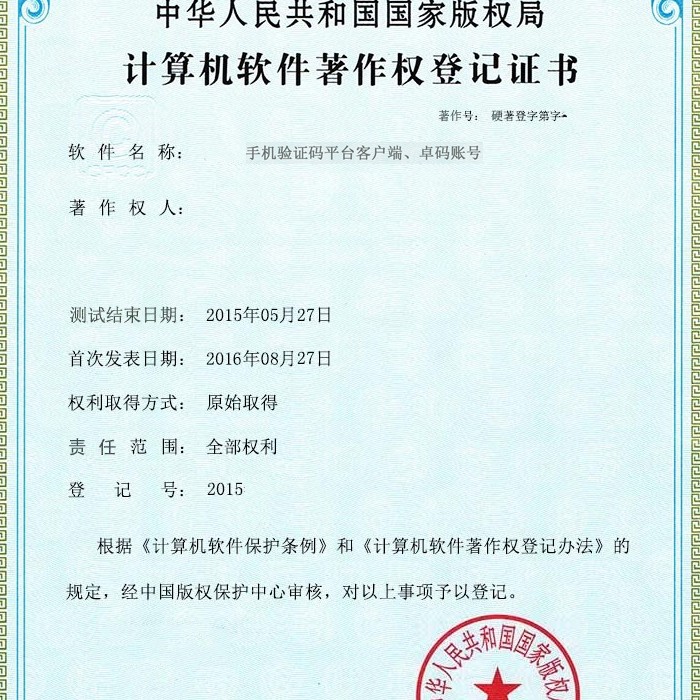 中华人民共和国国家版权局
计算机软件著作权登记证书
著作号： 硬著登字第字
软 件 名 称： 手机验证码平台客户端、卓码账号
著 作 权 人：
测试结束日期： 2015年05月27日
首次发表日期： 2016年08月27日
权利取得方式： 原始取得
责 任 范 围： 全部权利
登 记 号： 2015
根据《计算机软件保护条例》和《计算机软件著作权登记办法》的
规定，经中国版权保护中心审核，对以上事项予以登记。
华人民共和国国家版权